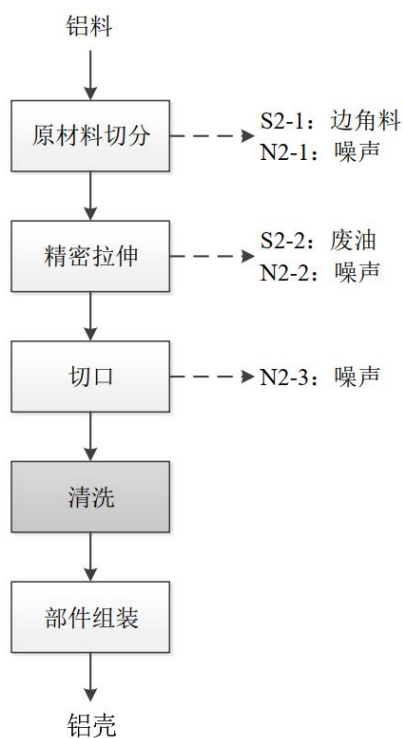 铝料
原材料切分
S2-1：边角料
N2-1：噪声
精密拉伸
S2-2：废油
N2-2：噪声
切口
N2-3：噪声
清洗
部件组装
铝壳